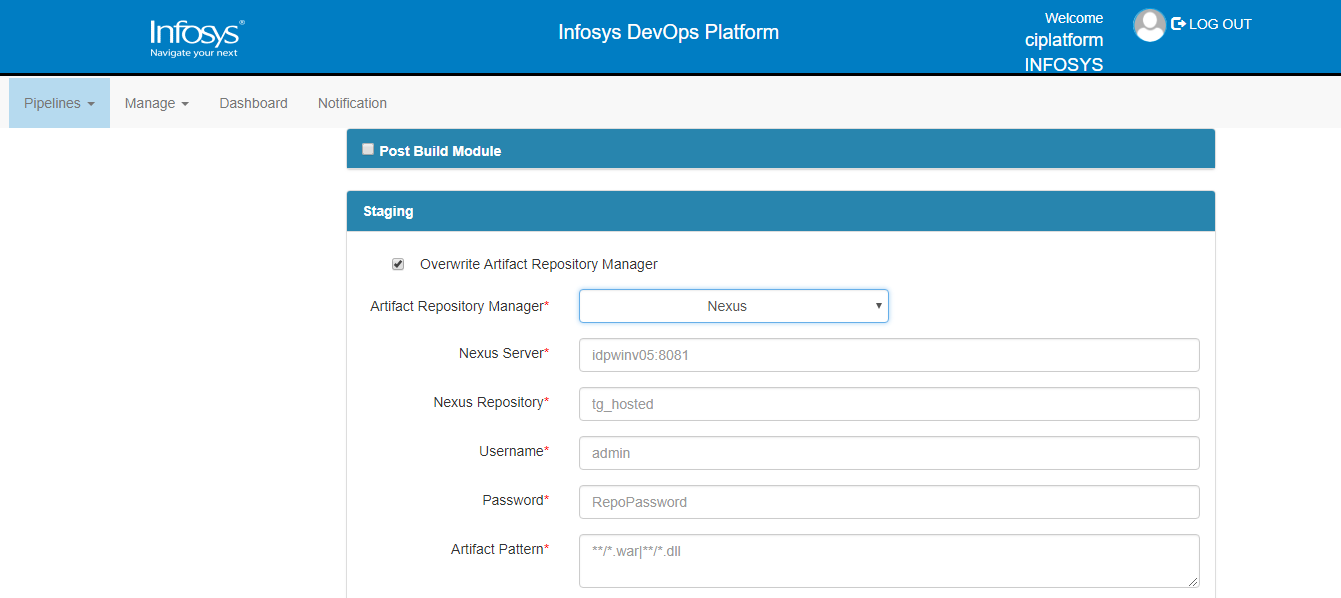 Infosys®
Navigate your next
Infosys DevOps Platform
Welcome
ciplatform
INFOSYS
LOG OUT
Pipelines
Manage
Dashboard
Notification
Post Build Module
Staging
Overwrite Artifact Repository Manager
Artifact Repository Manager*
Nexus
Nexus Server*
idpwinv05:8081
Nexus Repository*
tg_hosted
Username*
admin
Password*
RepoPassword
Artifact Pattern*
**/*.war|**/*.dll